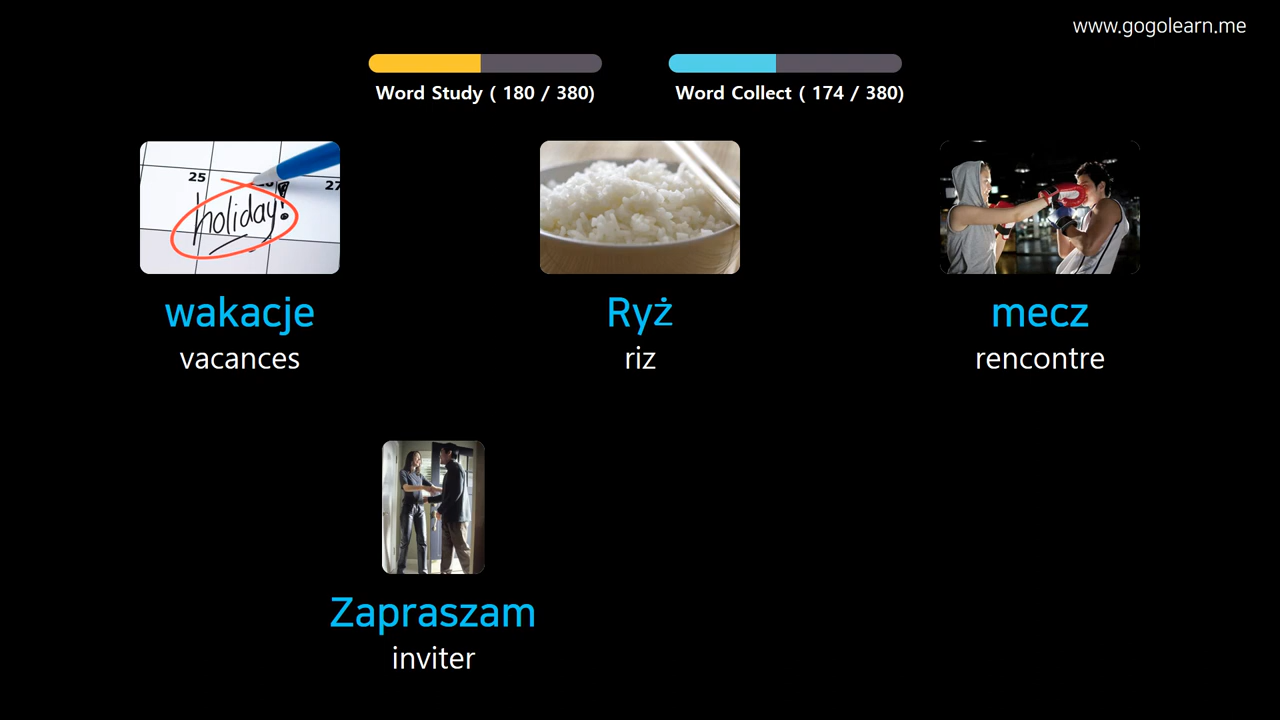 www.gogolearn.me
Word Study ( 180 / 380)
Word Collect ( 174 / 380)
25
27
holiday!
wakacje
vacances
Ryż
riz
mecz
rencontre
Zapraszam
inviter